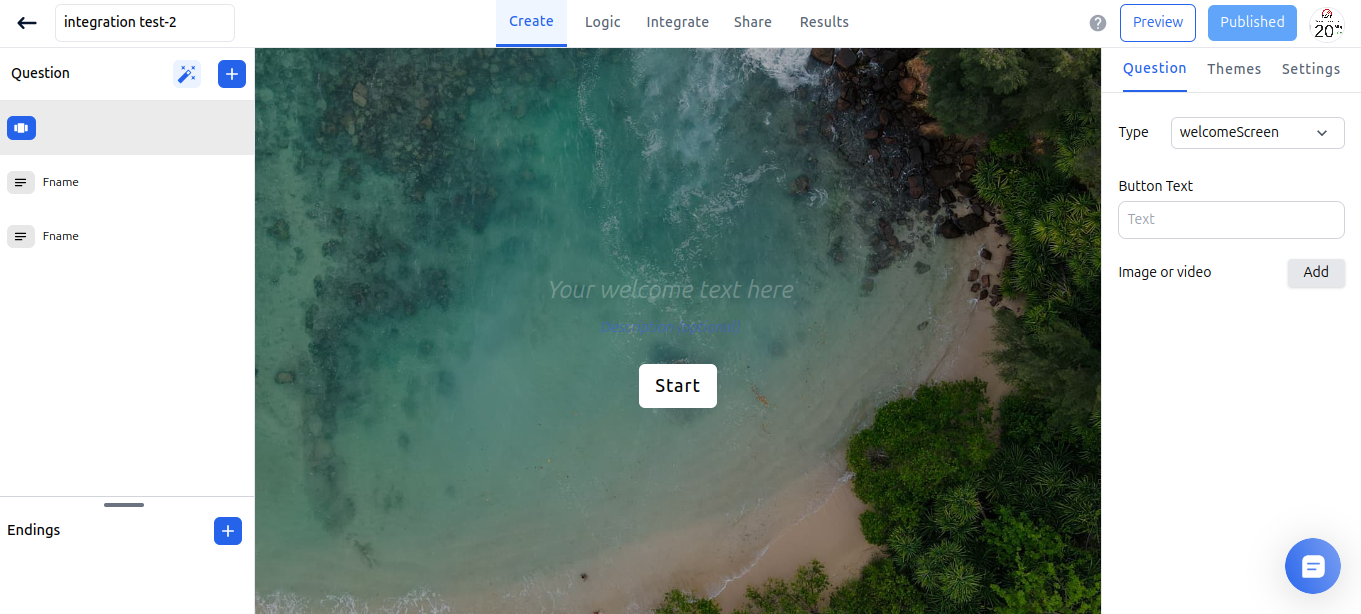 integration test-2
Create
Logic
Integrate
Share
Results
Preview
Published
20
Question
Fname
Fname
Endings
Your welcome text here
Description (optional)
Start
Question
Themes
Settings
Type
welcomeScreen
Button Text
Text
Image or video
Add